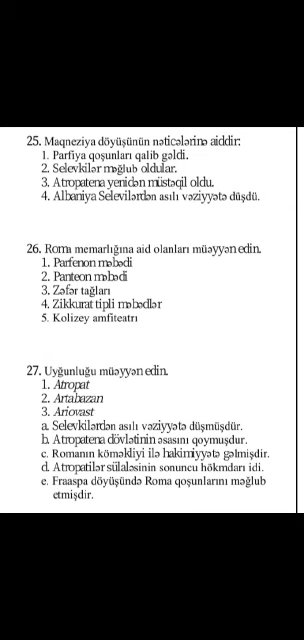 25. Maqneziya döyüşünün nəticələrinə aiddir:
1. Parfiya qoşunları qalib gəldi.
2. Selevkilər məğlub oldular.
3. Atropatena yenidən müstəqil oldu.
4. Albaniya Selevilərdən asılı vəziyyətə düşdü.
26. Roma memarlığına aid olanları müəyyən edin.
1. Parfenon məbədi
2. Panteon məbədi
3. Zəfər tağları
4. Zikkurat tipli məbədlər
5. Kolizey amfiteatrı
27. Uyğunluğu müəyyən edin.
1. Atropat
2. Artabazan
3. Ariovast
a. Selevkilərdən asılı vəziyyətə düşmüşdür.
b. Atropatena dövlətinin əsasını qoymuşdur.
c. Romanın köməkliyi ilə hakimiyyətə gəlmişdir.
d. Atropatilər sülaləsinin sonuncu hökmdarı idi.
e. Fraaspa döyüşündə Roma qoşunlarını məğlub
etmişdir.